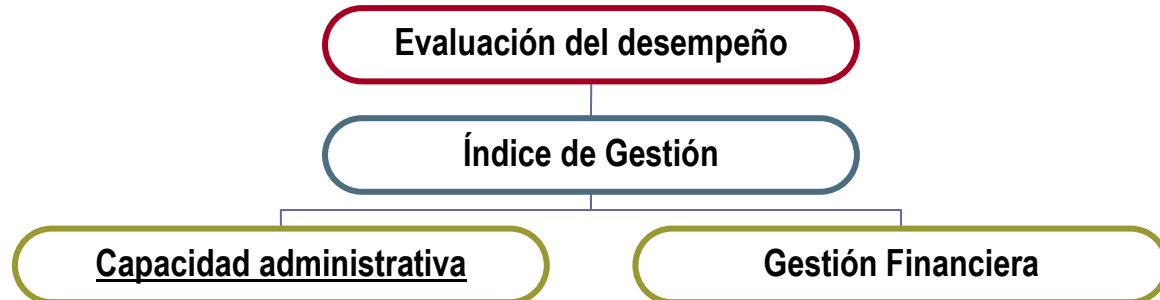 Evaluación del desempeño
Índice de Gestión
Capacidad administrativa
Gestión Financiera